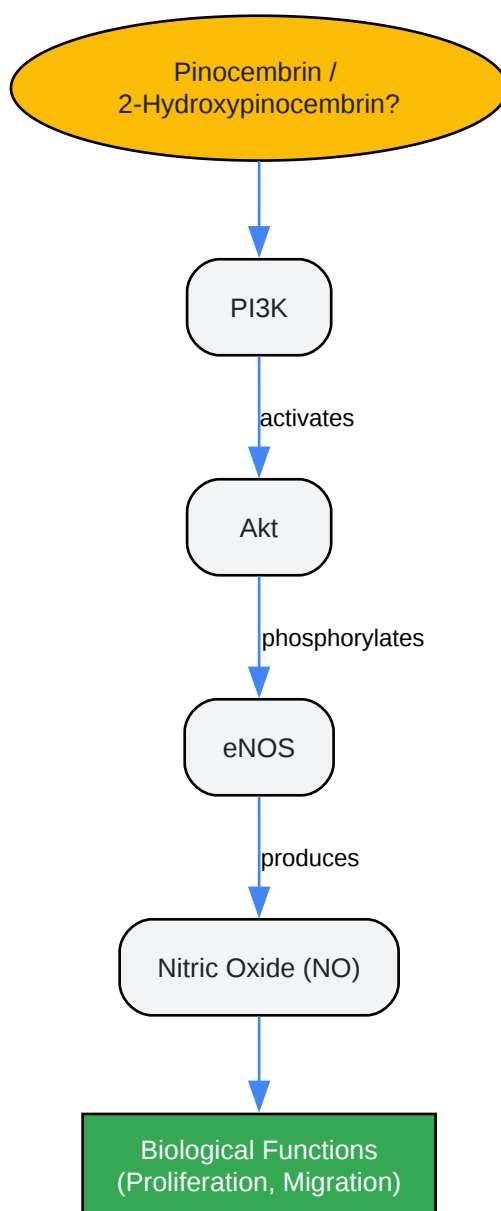 Pinocembrin /
2-Hydroxypinocembrin?
PI3K
activates
Akt
phosphorylates
eNOS
produces
Nitric Oxide (NO)
Biological Functions
(Proliferation, Migration)